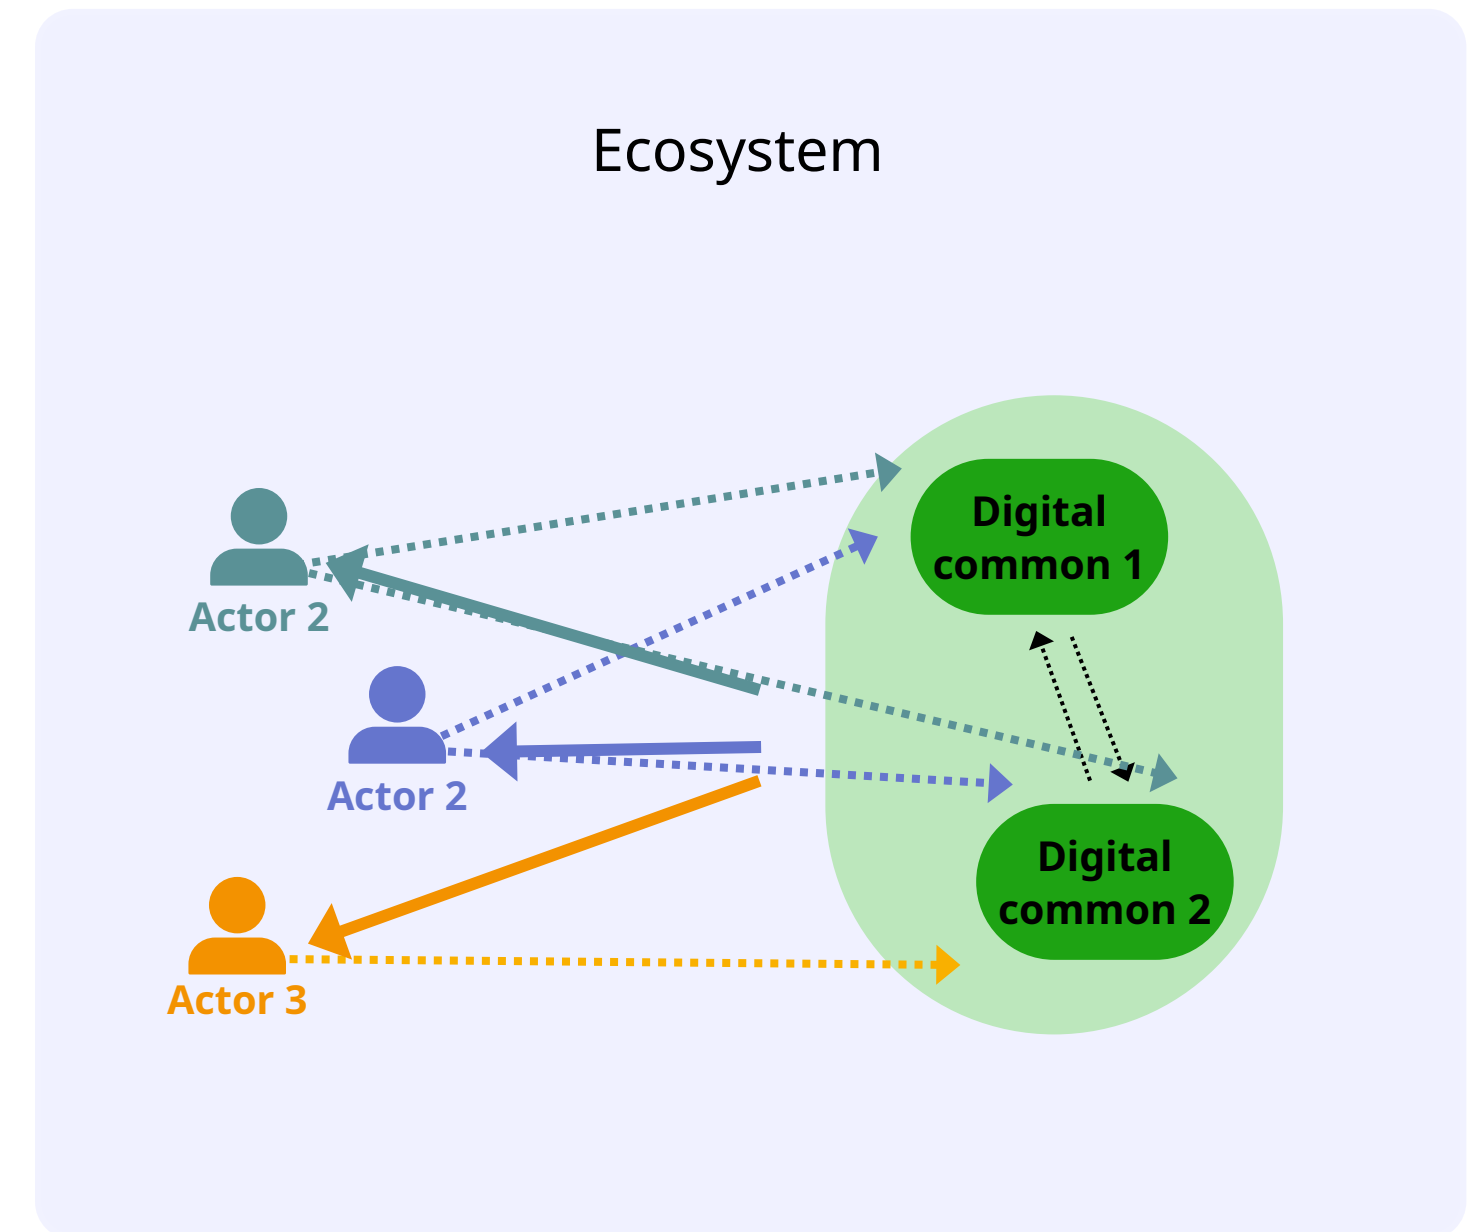 Ecosystem
Digital
common 1
Actor 2
Actor 2
Digital
common 2
Actor 3